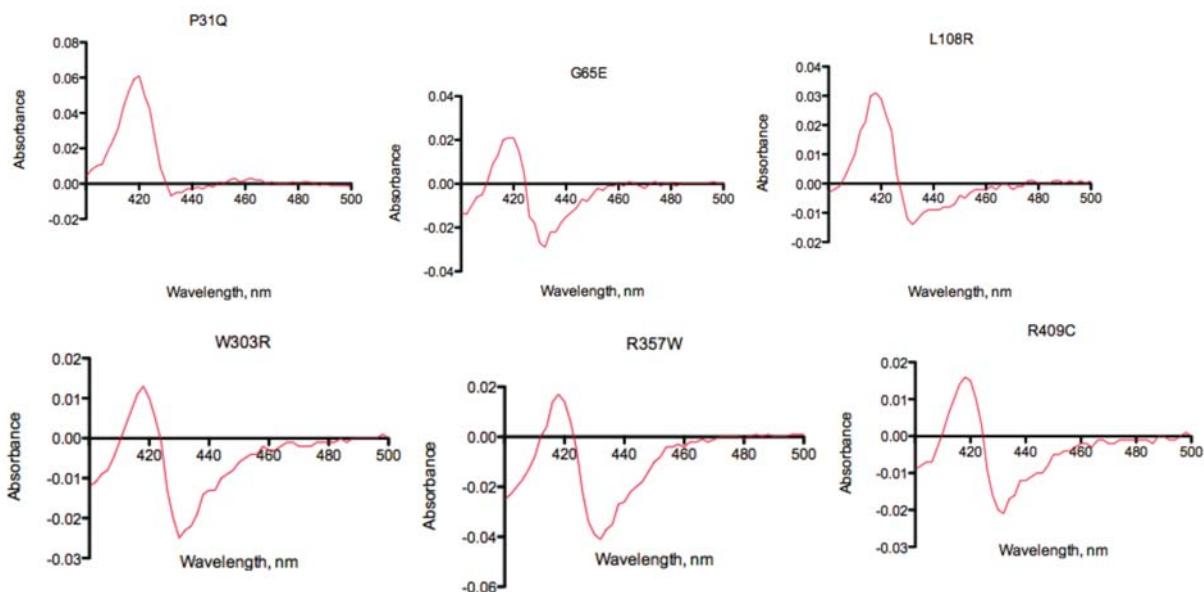 P31Q
Absorbance
0.08
0.06
0.04
0.02
0.00
-0.02
420 440 460 480 500
Wavelength, nm
G65E
Absorbance
0.04
0.02
0.00
-0.02
-0.04
420 440 460 480 500
Wavelength, nm
L108R
Absorbance
0.04
0.03
0.02
0.01
0.00
-0.01
-0.02
420 440 460 480 500
Wavelength, nm
W303R
Absorbance
0.02
0.01
0.00
-0.01
-0.02
-0.03
420 440 460 480 500
Wavelength, nm
R357W
Absorbance
0.02
0.00
-0.02
-0.04
-0.06
420 440 460 480 500
Wavelength, nm
R409C
Absorbance
0.02
0.01
0.00
-0.01
-0.02
-0.03
420 440 460 480 500
Wavelength, nm